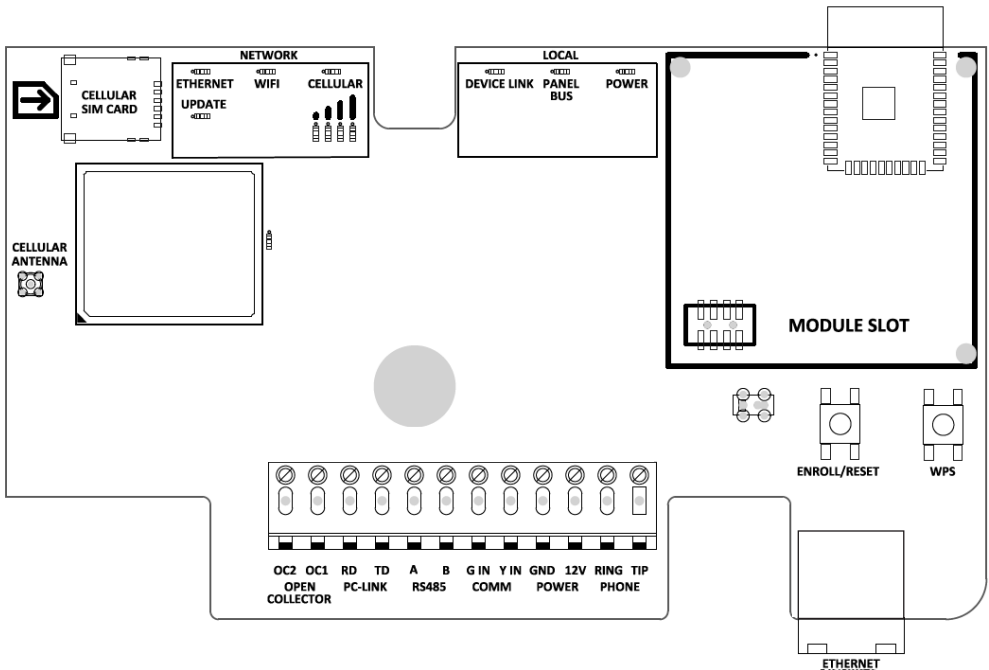 NETWORK
LOCAL
CELLULAR
SIM CARD
ETHERNET
WIFI
CELLULAR
UPDATE
DEVICE LINK
PANEL
BUS
POWER
CELLULAR
ANTENNA
MODULE SLOT
ENROLL/RESET
WPS
OC2 OC1 RD TD A B G IN Y IN GND 12V RING TIP
OPEN
COLLECTOR
PC-LINK
RS485
COMM
POWER
PHONE
ETHERNET